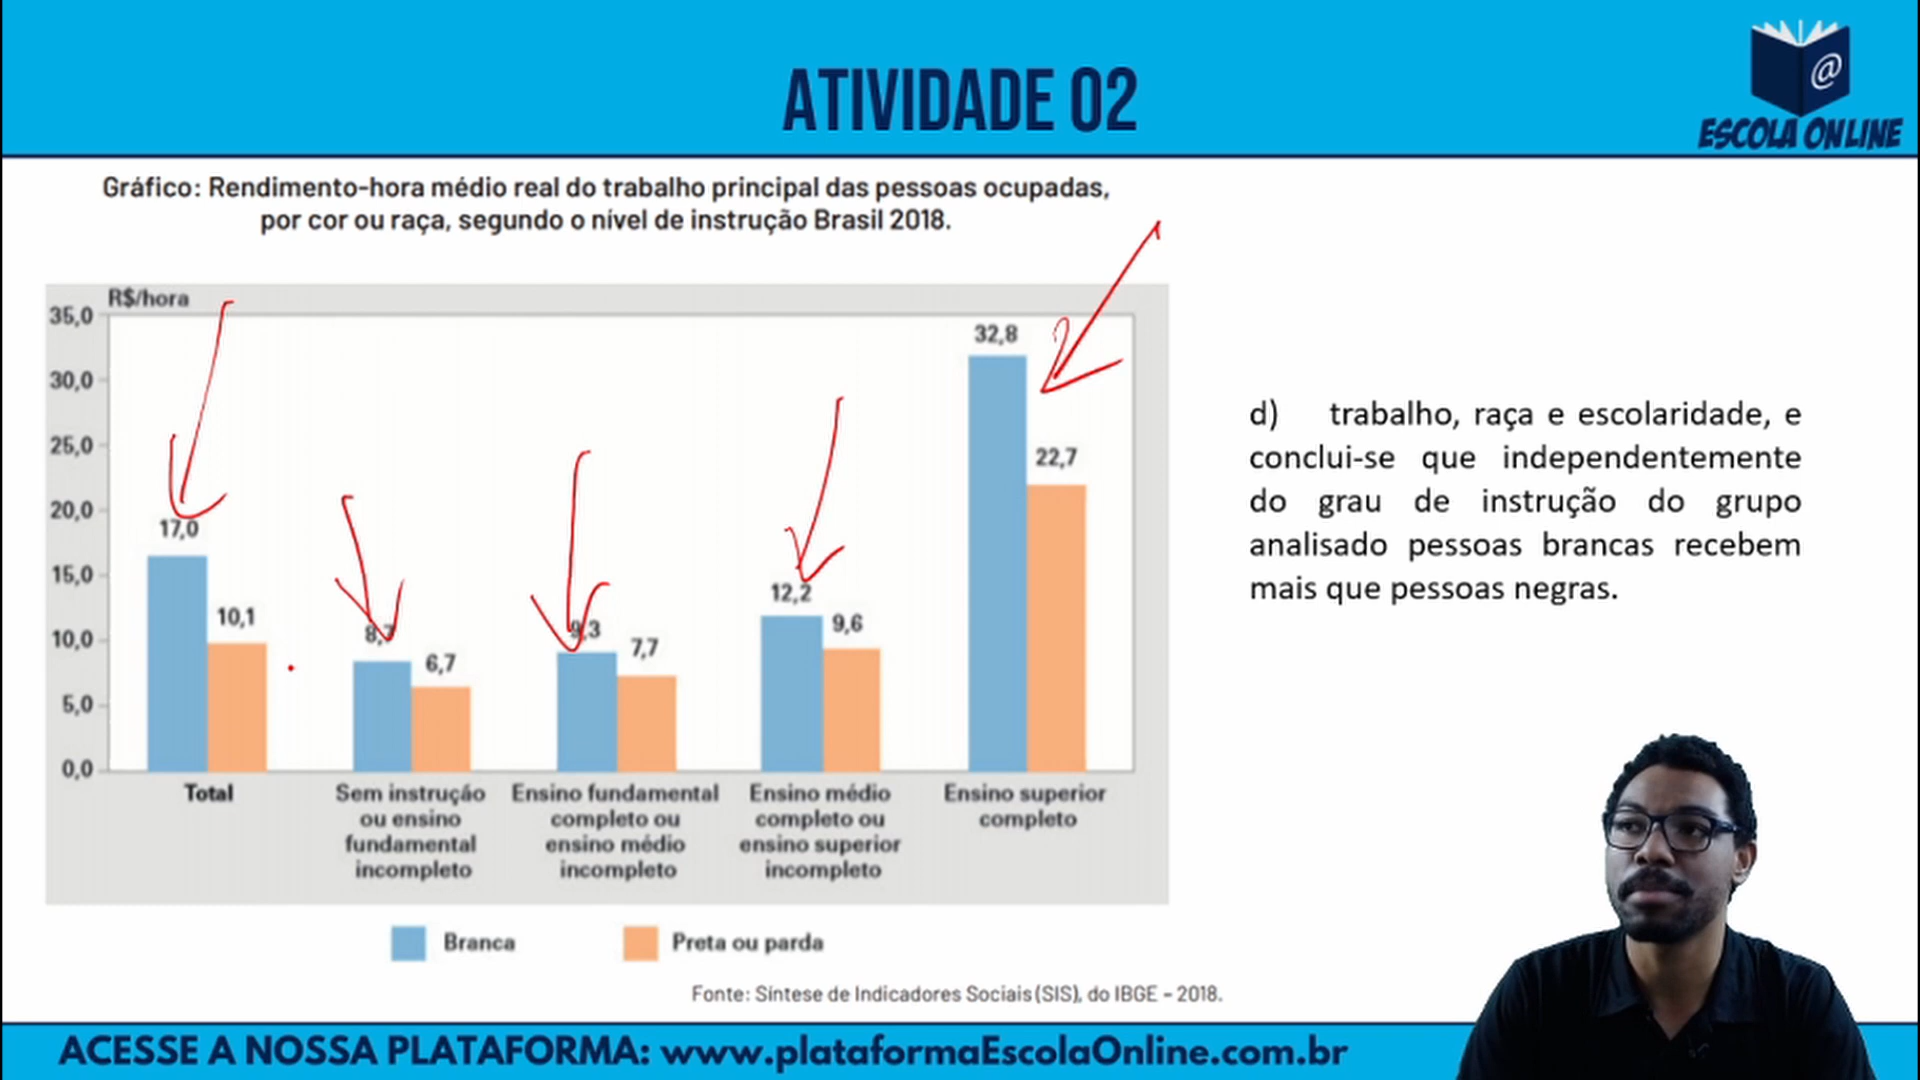 ATIVIDADE 02
@
ESCOLA ONLINE
Gráfico: Rendimento-hora médio real do trabalho principal das pessoas ocupadas,
por cor ou raça, segundo o nível de instrução Brasil 2018.
R$/hora
35,0
30,0
25,0
20,0
15,0
10,0
5,0
0,0
17,0
10,1
6,7
7,7
12,2
9,6
32,8
22,7
Total
Sem instrução
ou ensino
fundamental
incompleto
Ensino fundamental
completo ou
ensino médio
incompleto
Ensino médio
completo ou
ensino superior
incompleto
Ensino superior
completo
Branca
Preta ou parda
Fonte: Síntese de Indicadores Sociais (SIS), do IBGE - 2018.
d) trabalho, raça e escolaridade, e
conclui-se que independentemente
do grau de instrução do grupo
analisado pessoas brancas recebem
mais que pessoas negras.
ACESSE A NOSSA PLATAFORMA: www.plataformaEscolaOnline.com.br